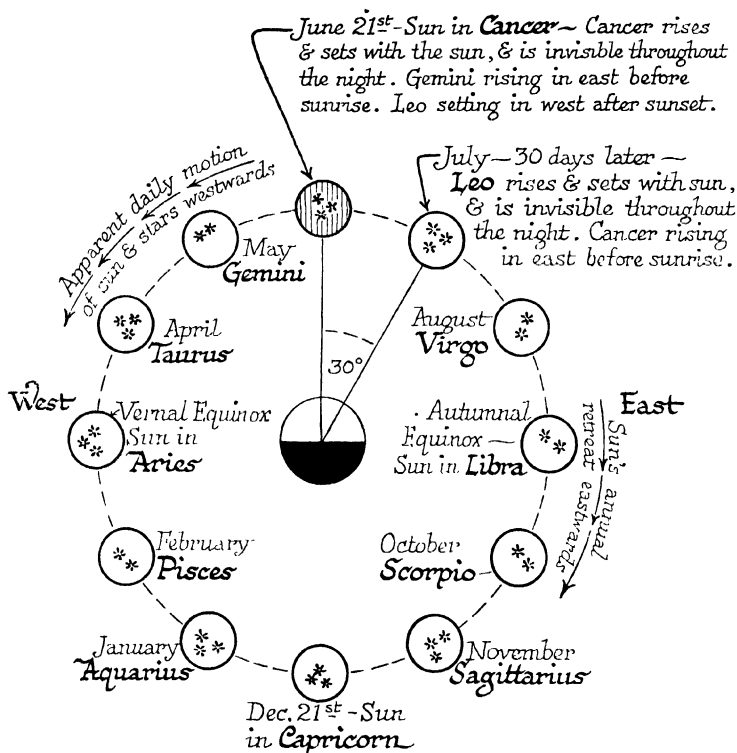 June 21st - Sun in Cancer ~ Cancer rises
& sets with the sun, & is invisible throughout
the night. Gemini rising in east before
sunrise. Leo setting in west after sunset.
July — 30 days later —
Leo rises & sets with sun,
& is invisible throughout
the night. Cancer rising
in east before sunrise.
Apparent daily motion
of sun & stars westwards
May
Gemini
April
Taurus
August
Virgo
30°
West
Vernal Equinox
Sun in
Aries
Autumnal
Equinox
Sun in Libra
East
Sun's annual
retreat eastwards
February
Pisces
October
Scorpio
January
Aquarius
November
Sagittarius
Dec. 21st - Sun
in Capricorn